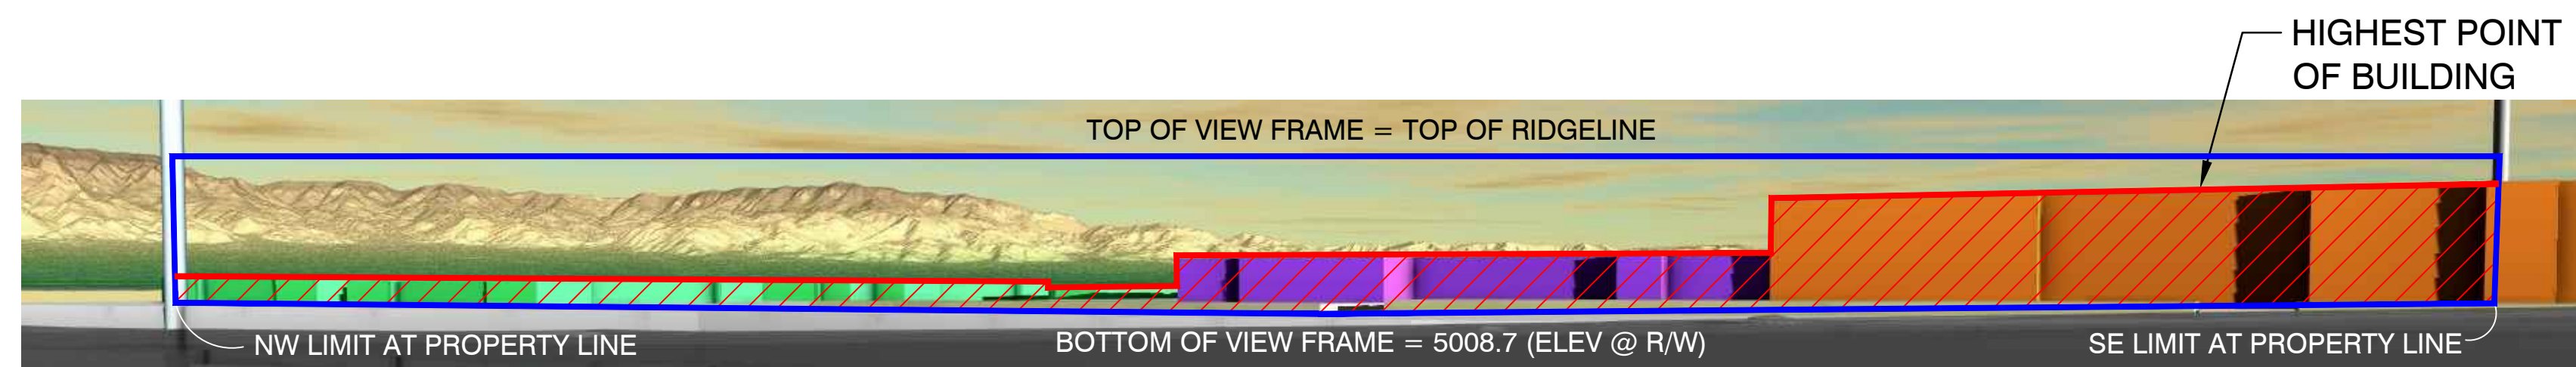 HIGHEST POINT
OF BUILDING
TOP OF VIEW FRAME = TOP OF RIDGELINE
NW LIMIT AT PROPERTY LINE
BOTTOM OF VIEW FRAME = 5008.7 (ELEV @ R/W)
SE LIMIT AT PROPERTY LINE